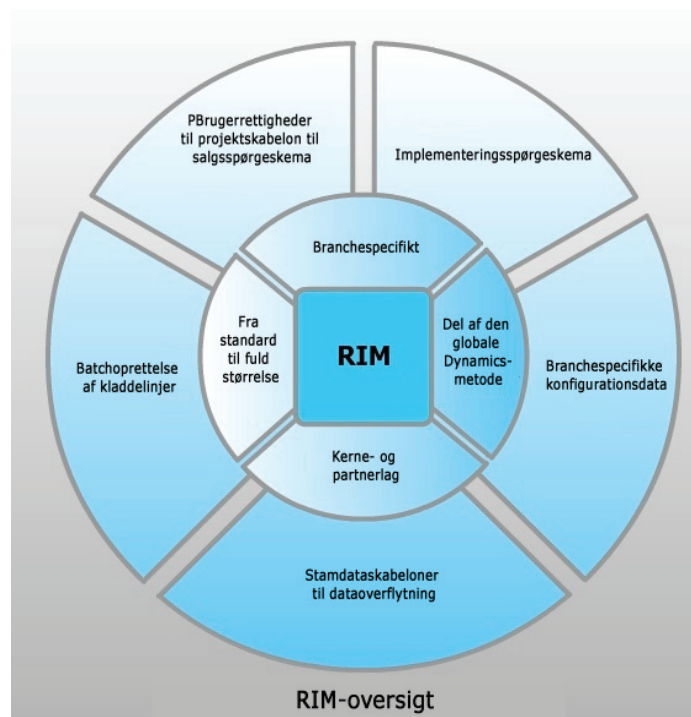 PBrugerrettigheder
til projektskabelon til
salgsspørgeskema
Implementeringsspørgeskema
Branchespecifikt
Fra
standard
til fuld
størrelse
RIM
Del af den
globale
Dynamics-
metode
Batchoprettelse
af kladdelinjer
Branchespecifikke
konfigurationsdata
Kerne- og
partnerlag
Stamdataskabeloner
til dataoverflytning
RIM-oversigt